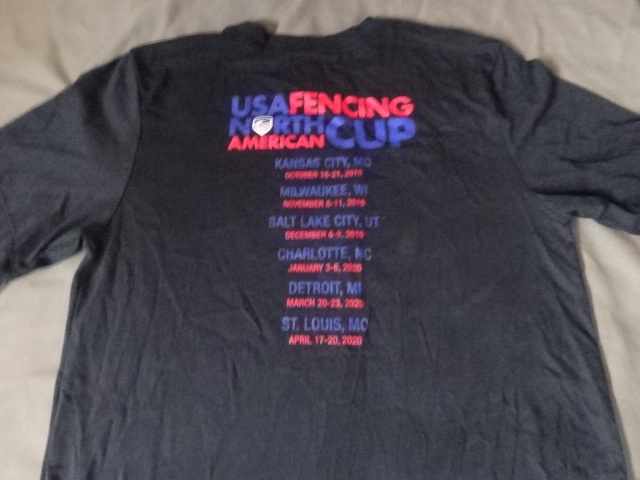 USA FENCING
NORTH
AMERICAN CUP
KANSAS CITY, MO
OCTOBER 18-21, 2019
MILWAUKEE, WI
NOVEMBER 8-11, 2019
SALT LAKE CITY, UT
DECEMBER 6-9, 2019
CHARLOTTE, NC
JANUARY 3-6, 2020
DETROIT, MI
MARCH 20-23, 2020
ST. LOUIS, MO
APRIL 17-20, 2020